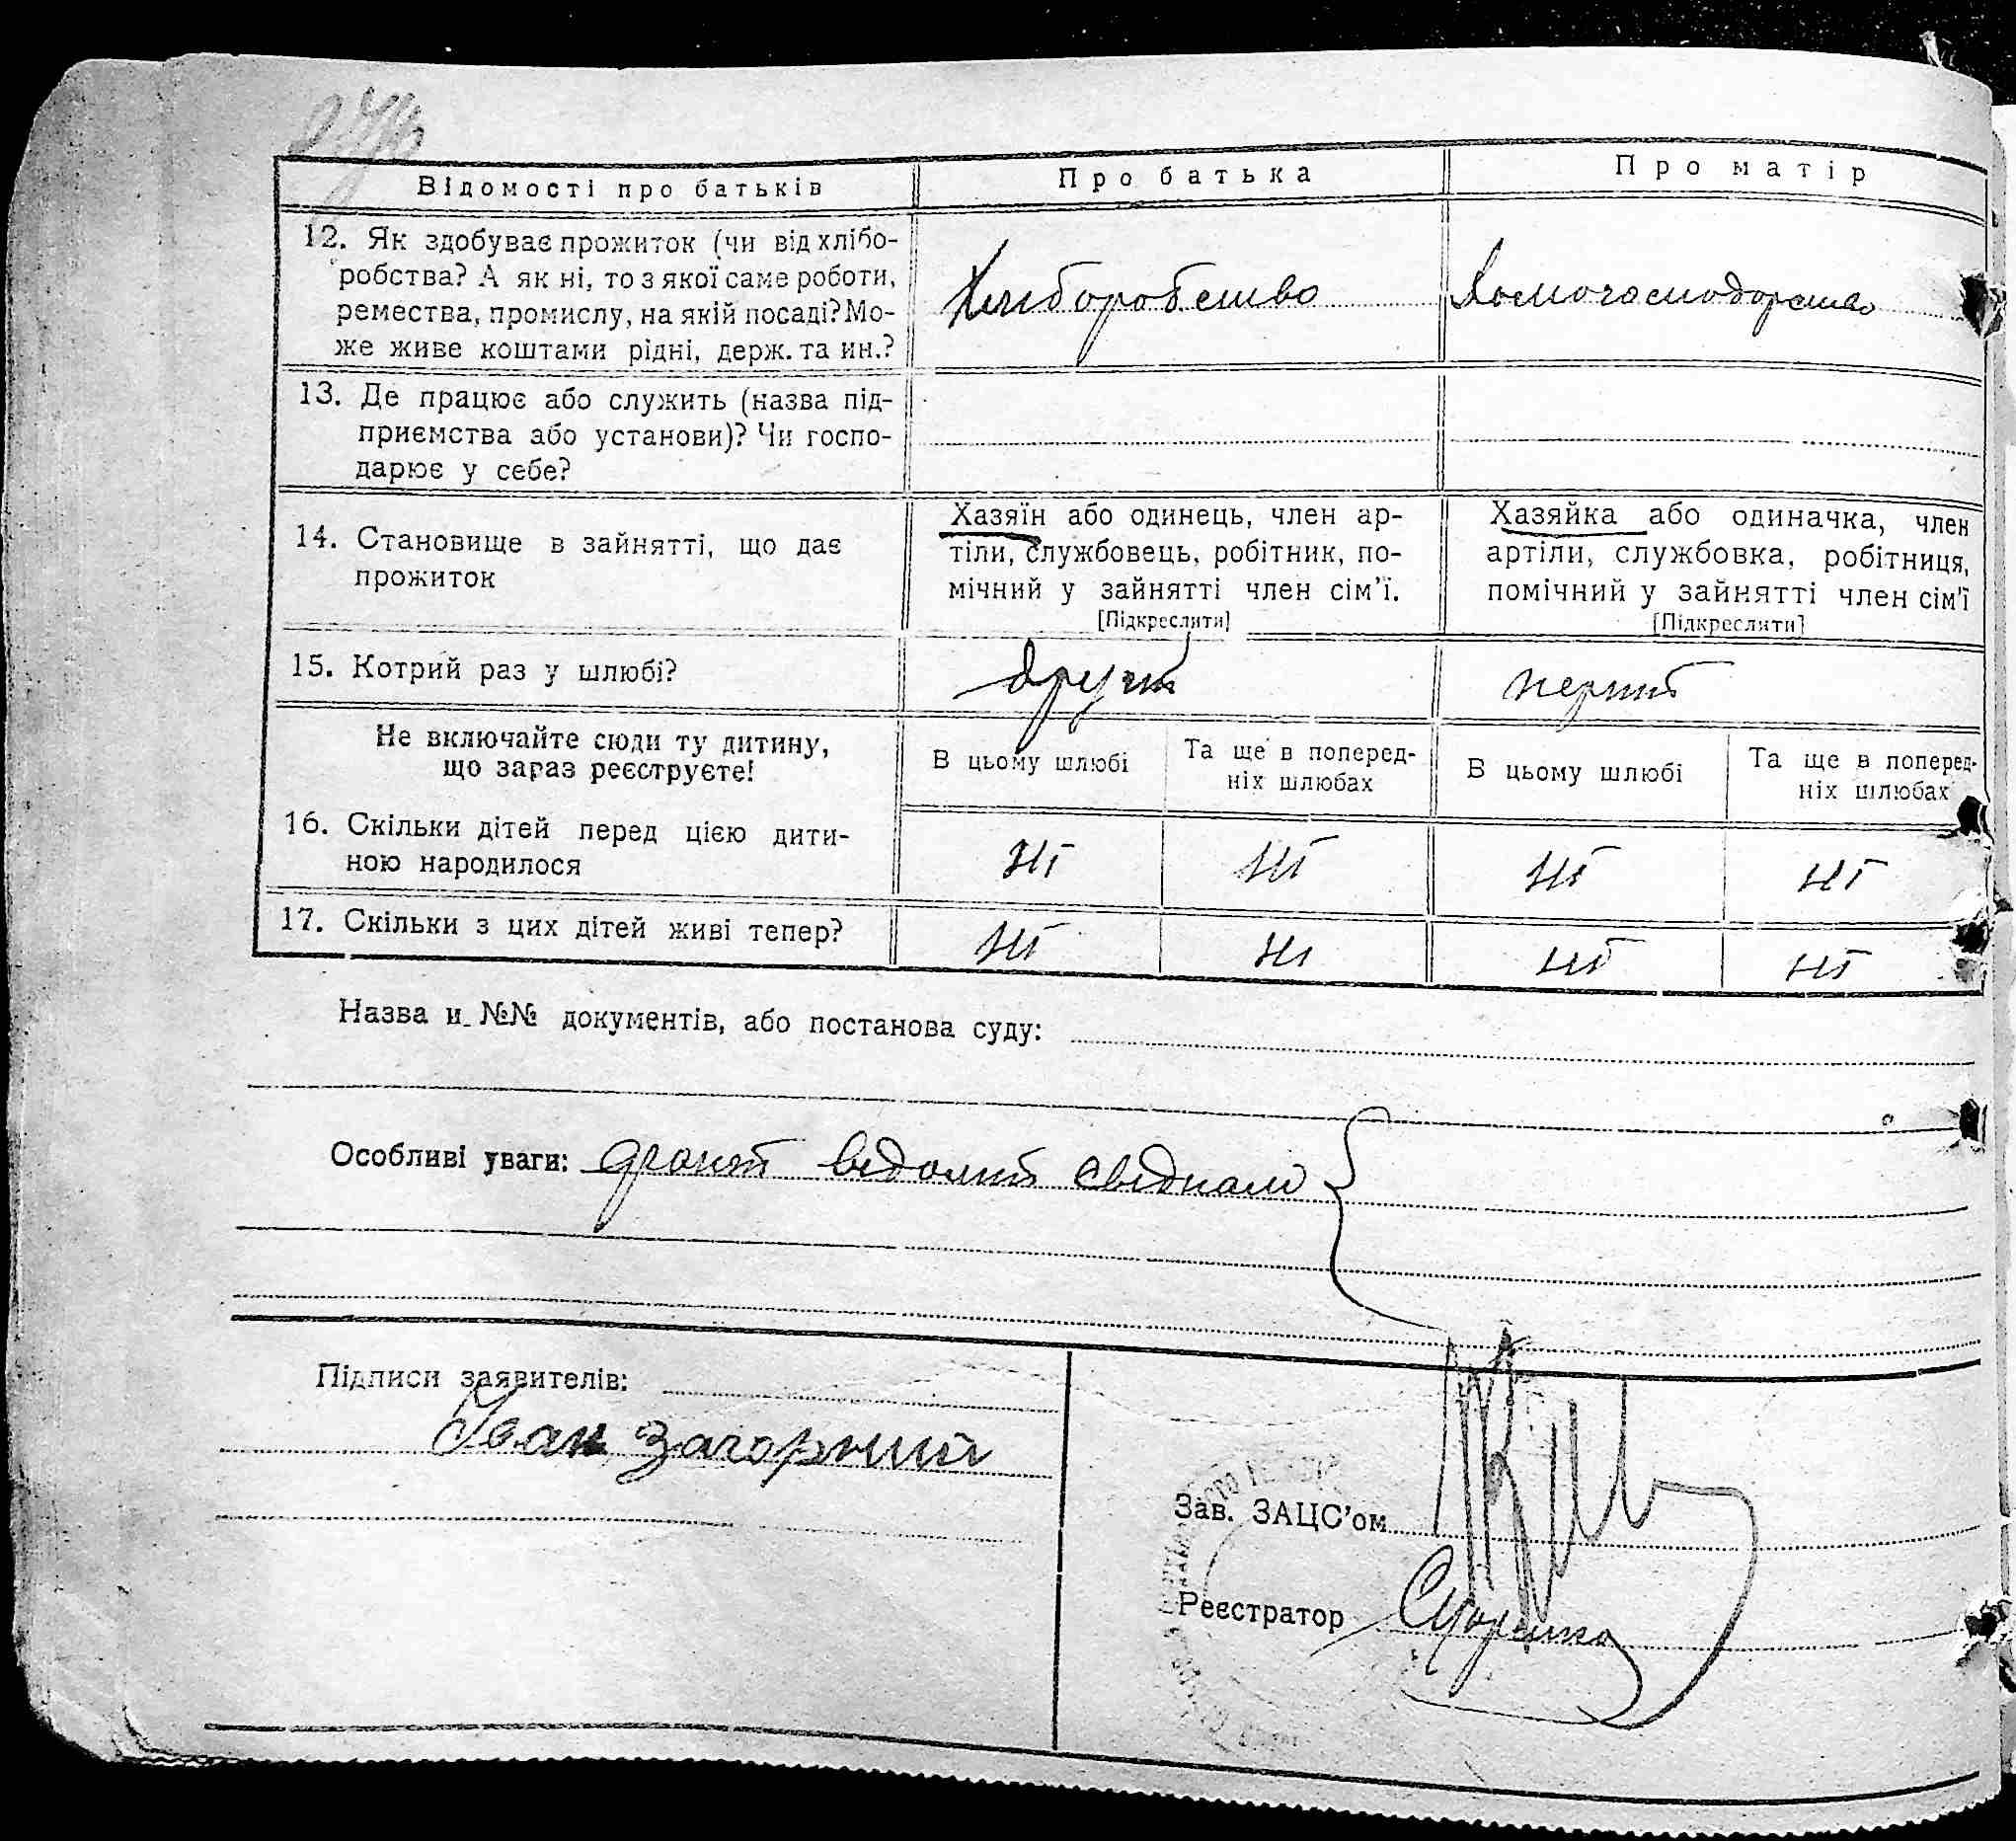 Відомості про батьків
Про батька
Про матір
12. Як здобуває прожиток (чи від хлібо-
робства? А як ні, то з якої саме роботи,
ремества, промислу, на якій посаді? Мо-
же живе коштами рідні, держ. та ин.?
Хліборобство
Домогосподарство
13. Де працює або служить (назва під-
приємства або установи)? Чи госпо-
дарює у себе?
14. Становище в зайнятті, що дає
прожиток
Хазяїн або одинець, член ар-
тіли, службовець, робітник, по-
мічний у зайнятті член сім'ї.
[Підкреслити]
Хазяйка або одиначка, член
артіли, службовка, робітниця,
помічний у зайнятті член сім'ї
[Підкреслити]
15. Котрий раз у шлюбі?
другий
перший
Не включайте сюди ту дитину,
що зараз реєструєте!
В цьому шлюбі
Та ще в поперед-
ніх шлюбах
В цьому шлюбі
Та ще в поперед-
ніх шлюбах
16. Скільки дітей перед цією дити-
ною народилося
ні ні ні ні
17. Скільки з цих дітей живі тепер?
ні ні ні ні
Назва и №№ документів, або постанова суду:
Особливі уваги:
Підписи заявителів:
Іван Загорний
Зав. ЗАЦС'ом
Реєстратор